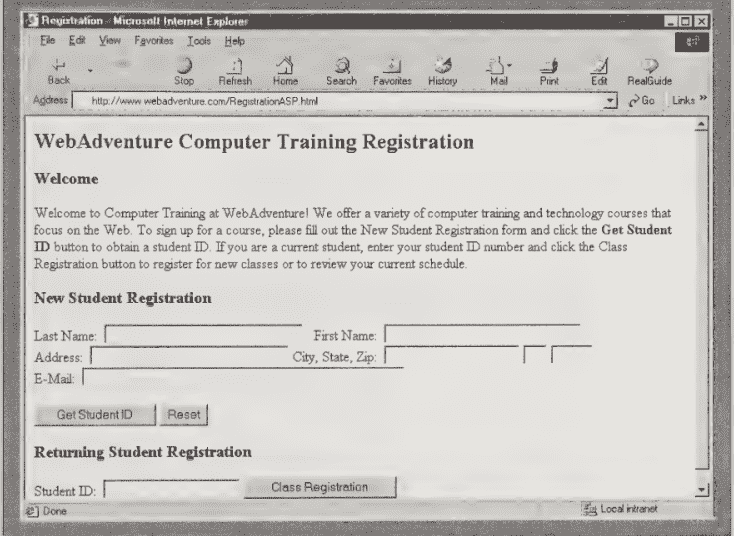 Registration - Microsoft Internet Explorer
File Edit View Favorites Tools Help
Back Stop Refresh Home Search Favorites History Mail Print Edit RealGuide
Address http://www.webadventure.com/RegistrationASP.html Go Links »
WebAdventure Computer Training Registration
Welcome
Welcome to Computer Training at WebAdventure! We offer a variety of computer training and technology courses that
focus on the Web. To sign up for a course, please fill out the New Student Registration form and click the Get Student
ID button to obtain a student ID. If you are a current student, enter your student ID number and click the Class
Registration button to register for new classes or to review your current schedule.
New Student Registration
Last Name: First Name:
Address: City, State, Zip:
E-Mail:
Get Student ID Reset
Returning Student Registration
Student ID: Class Registration
Done Local intranet